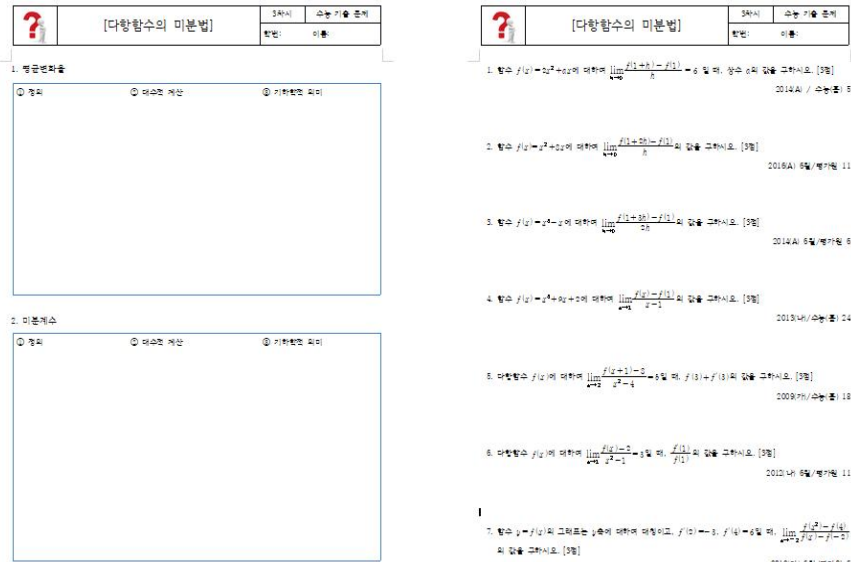 [다항함수의 미분법]
3차시 수능 기출 문제
학번: 이름:
1. 평균변화율
① 정의 ② 대수적 계산 ③ 기하학적 의미
2. 미분계수
① 정의 ② 대수적 계산 ③ 기하학적 의미
[다항함수의 미분법]
3차시 수능 기출 문제
학번: 이름:
1. 함수 f(x)=2x²+ax에 대하여 lim h→0 f(1+h)-f(1) / h = 6 일 때, 상수 a의 값을 구하시오. [3점]
2014(A) / 수능(홀) 5
2. 함수 에 대하여 lim h→0 f(1+2h)-f(1) / h 의 값을 구하시오. [3점]
2016(A) 6월/평가원 11
3. 함수 에 대하여 lim h→0 f(1+3h)-f(1) / 2h 의 값을 구하시오. [3점]
2014(A) 6월/평가원 6
4. 함수 에 대하여 lim x→1 f(x)-f(1) / x-1 의 값을 구하시오. [3점]
2013(나)/수능(홀) 24
5. 다항함수 f(x)에 대하여 lim x→2 / x²-4 =5일 때, f(3)+f'(3)의 값을 구하시오. [3점]
2009(가)/수능(홀) 18
6. 다항함수 f(x)에 대하여 lim x→1 f(x)-2 / x²-1 =3일 때, f'(1) / f(1) 의 값을 구하시오. [3점]
2012(나) 6월/평가원 11
7. 함수 y=f(x)의 그래프는 y축에 대하여 대칭이고, f'(2)=-3, f'(4)=6일 때, lim x→-2 f(x²)-f(4) / f(x)-f(-2)
의 값을 구하시오. [3점]